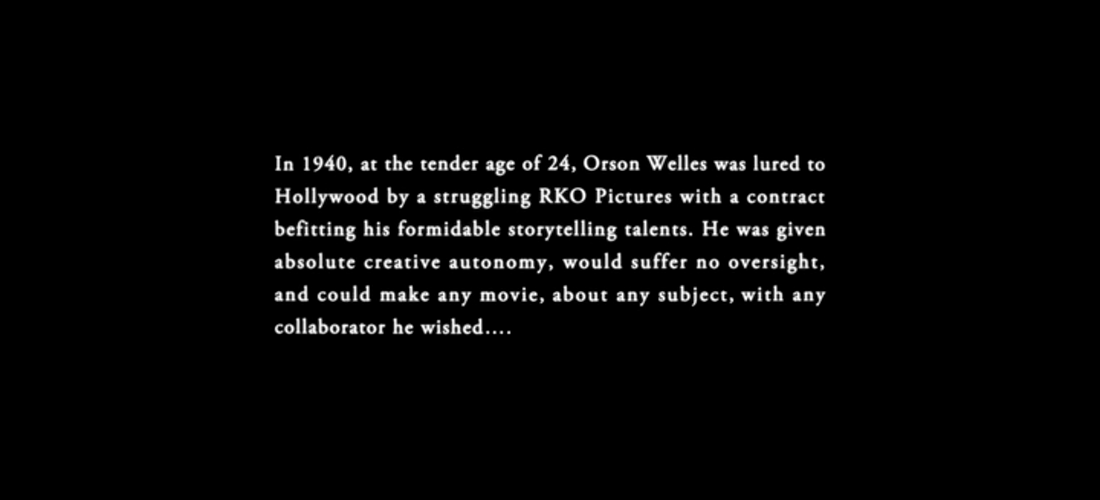 In 1940, at the tender age of 24, Orson Welles was lured to
Hollywood by a struggling RKO Pictures with a contract
befitting his formidable storytelling talents. He was given
absolute creative autonomy, would suffer no oversight,
and could make any movie, about any subject, with any
collaborator he wished....